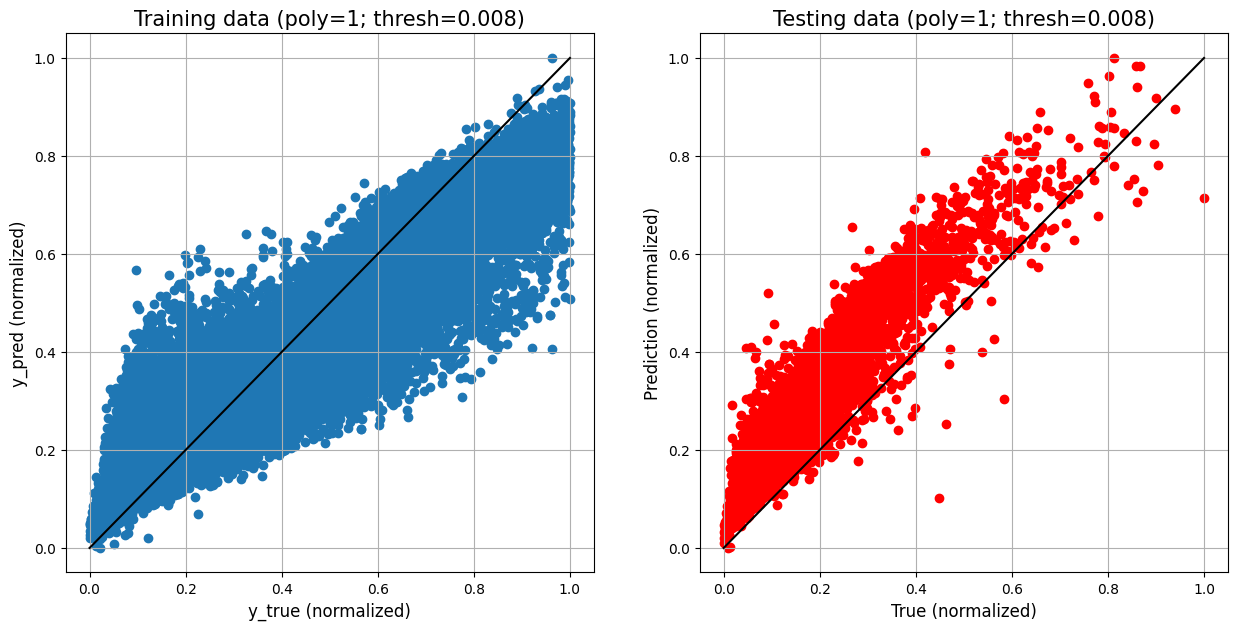 Training data (poly=1; thresh=0.008)
y_pred (normalized)
1.0
0.8
0.6
0.4
0.2
0.0
0.0 0.2 0.4 0.6 0.8 1.0
y_true (normalized)
Testing data (poly=1; thresh=0.008)
Prediction (normalized)
1.0
0.8
0.6
0.4
0.2
0.0
0.0 0.2 0.4 0.6 0.8 1.0
True (normalized)